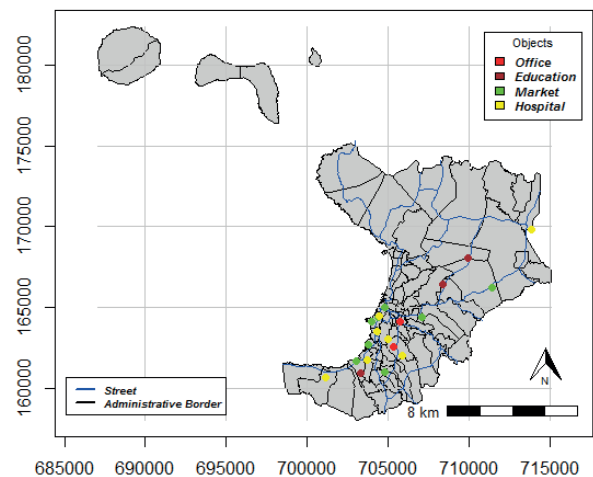 Objects
Office
Education
Market
Hospital
180000
175000
170000
165000
160000
Street
Administrative Border
8 km
N
685000 690000 695000 700000 705000 710000 715000